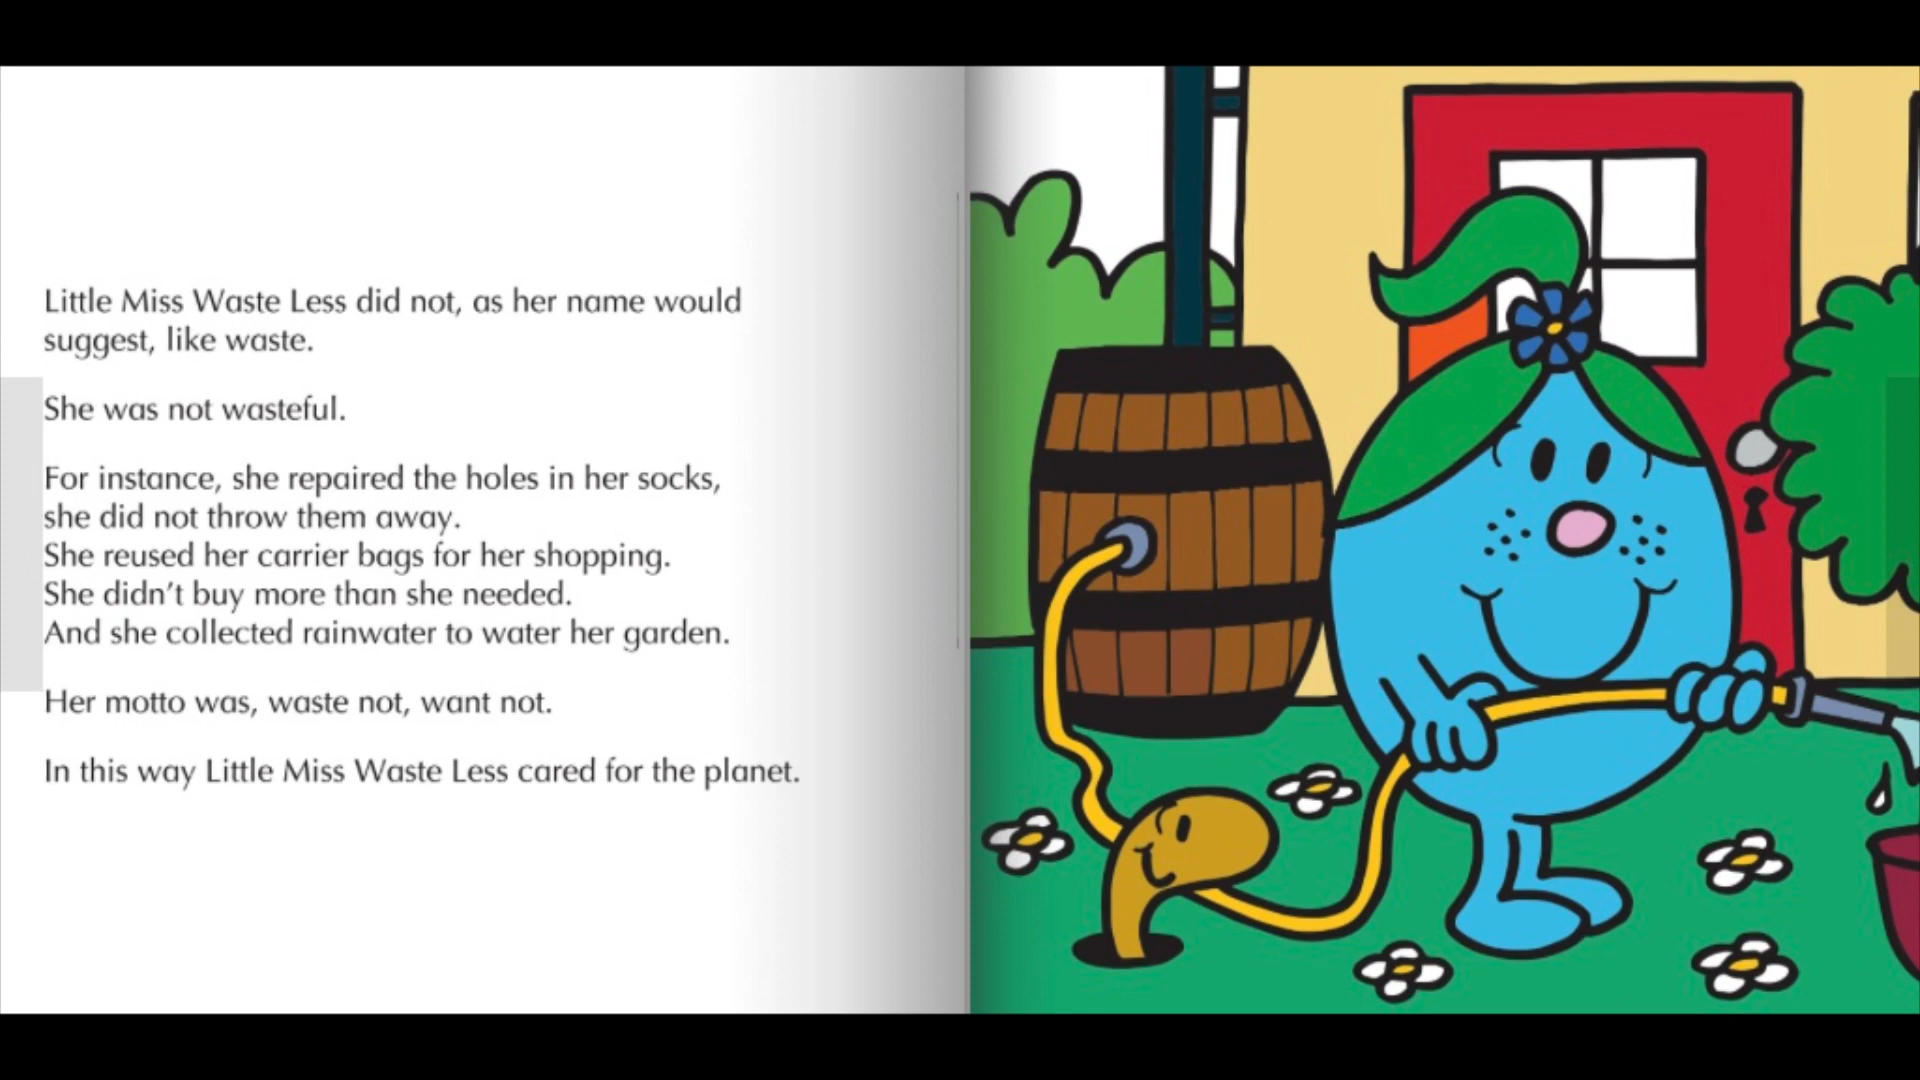 Little Miss Waste Less did not, as her name would
suggest, like waste.
She was not wasteful.
For instance, she repaired the holes in her socks,
she did not throw them away.
She reused her carrier bags for her shopping.
She didn’t buy more than she needed.
And she collected rainwater to water her garden.
Her motto was, waste not, want not.
In this way Little Miss Waste Less cared for the planet.